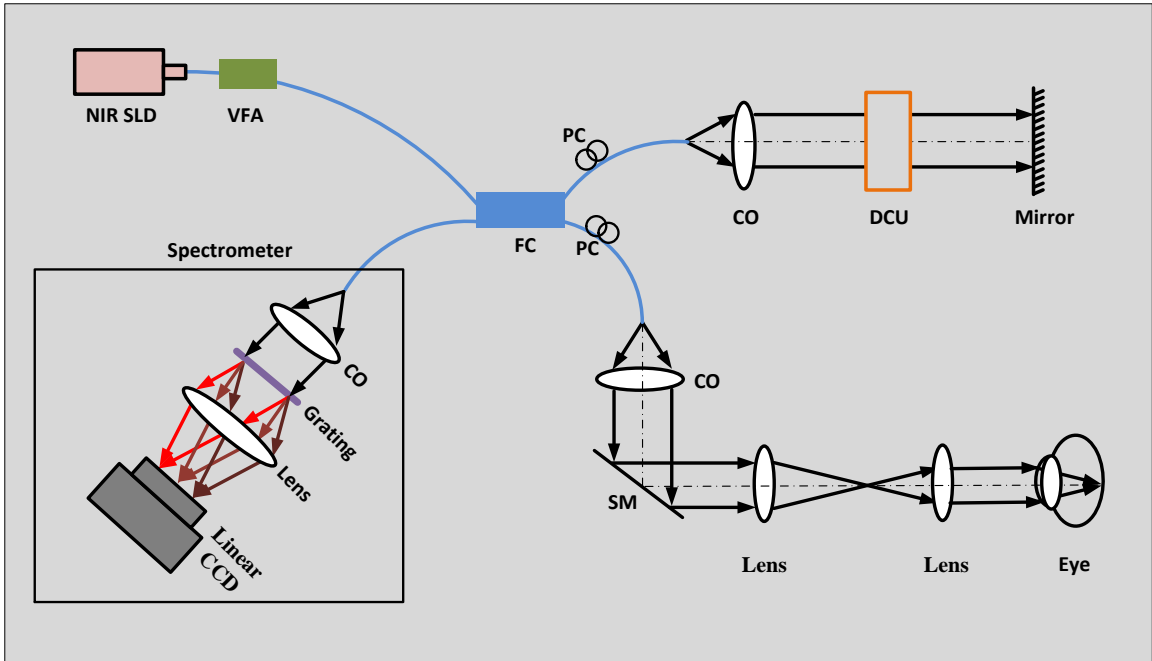 NIR SLD
VFA
PC
CO
DCU
Mirror
FC
PC
Spectrometer
CO
Grating
Lens
Linear
CCD
CO
SM
Lens
Lens
Eye